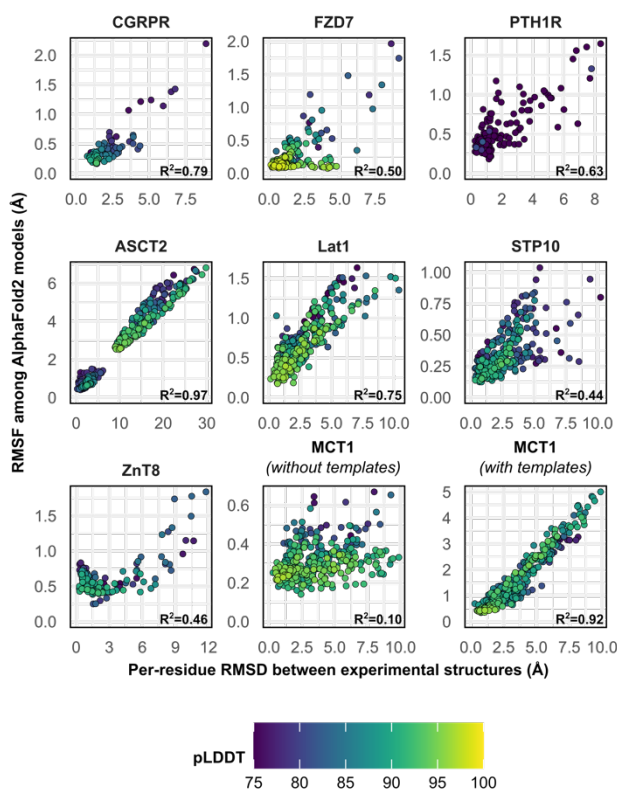 CGRPR
FZD7
PTH1R
2.0
1.5
1.0
0.5
0.0
0.0 2.5 5.0 7.5
R²=0.79
2.0
1.5
1.0
0.5
0.0
0.0 2.5 5.0 7.5
R²=0.50
1.5
1.0
0.5
0.0
0 2 4 6 8
R²=0.63
RMSF among AlphaFold2 models (Å)
ASCT2
Lat1
STP10
6
4
2
0
0 10 20 30
R²=0.97
1.5
1.0
0.5
0.0
0.0 2.5 5.0 7.5 10.0
R²=0.75
1.00
0.75
0.50
0.25
0.00
0.0 2.5 5.0 7.5 10.0
R²=0.44
ZnT8
MCT1
(without templates)
MCT1
(with templates)
1.5
1.0
0.5
0.0
0 3 6 9 12
R²=0.46
0.6
0.4
0.2
0.0
0.0 2.5 5.0 7.5 10.0
R²=0.10
5
4
3
2
1
0
0.0 2.5 5.0 7.5 10.0
R²=0.92
Per-residue RMSD between experimental structures (Å)
pLDDT
75 80 85 90 95 100